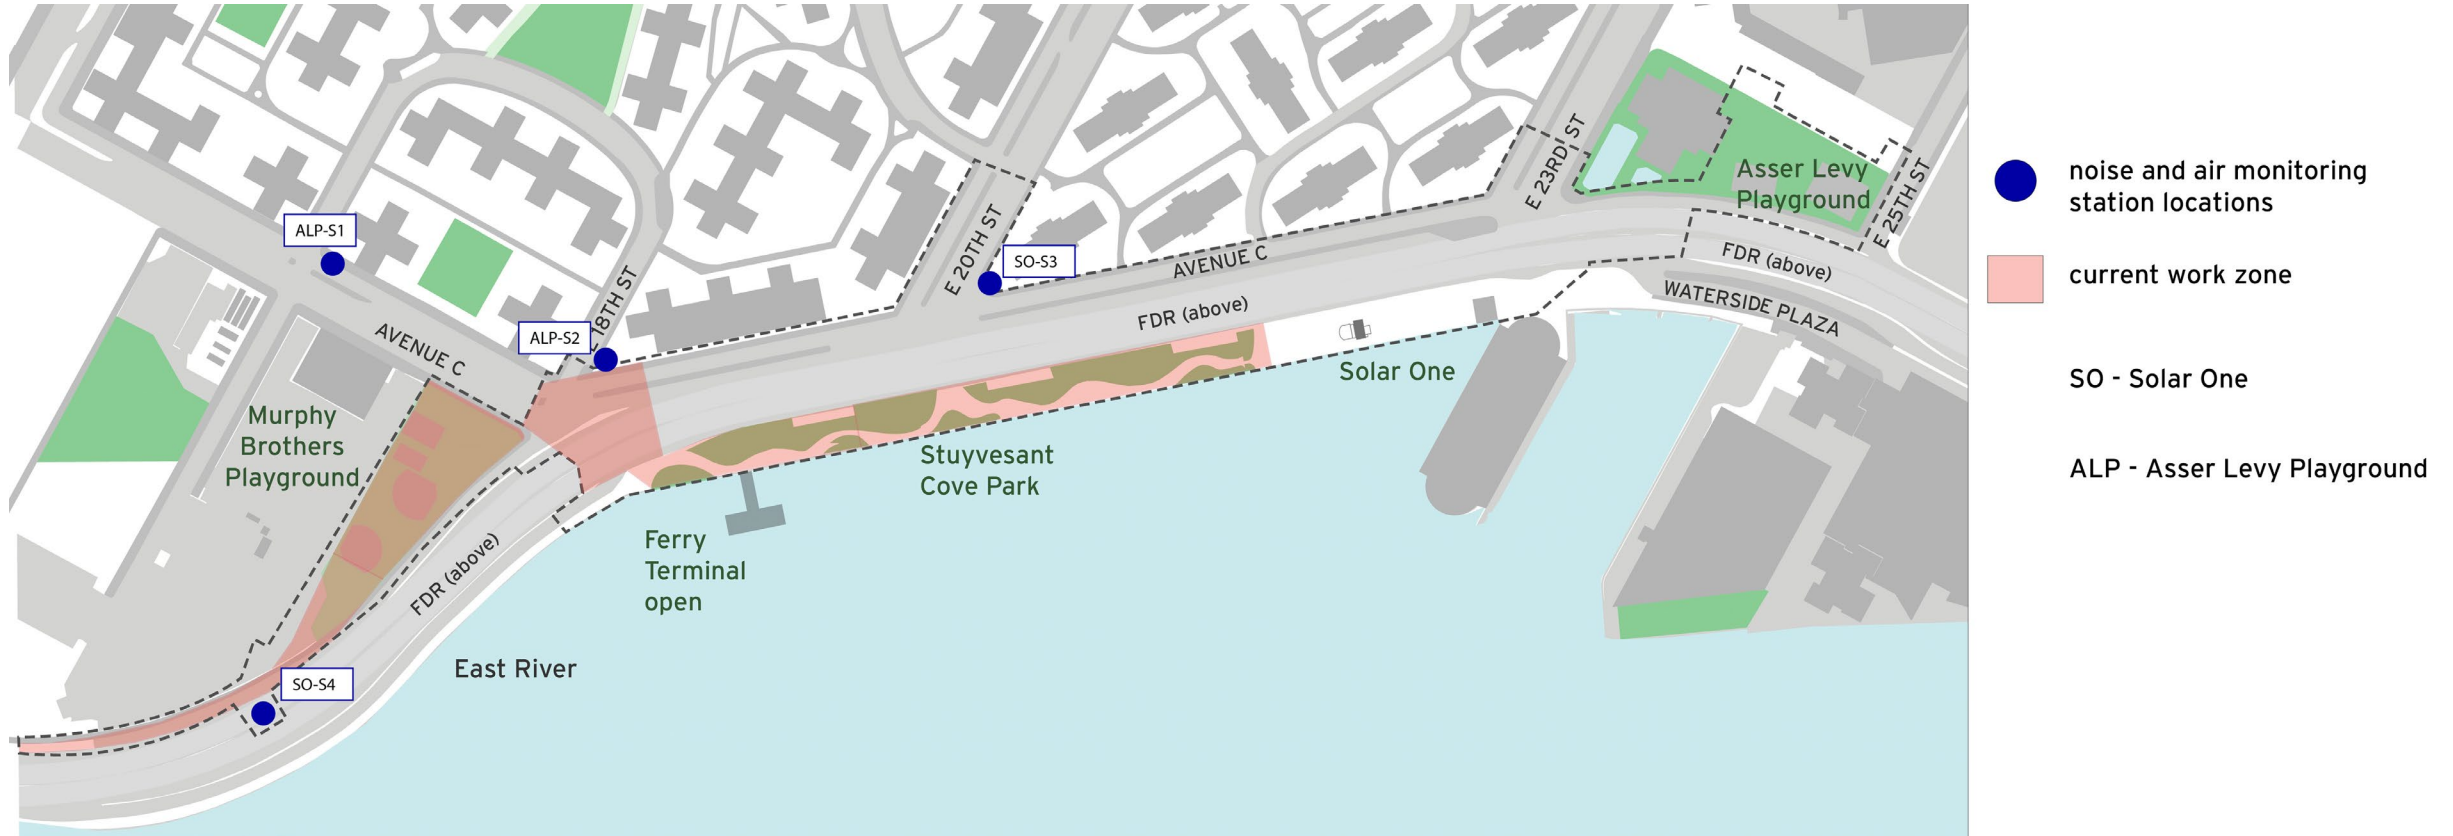 ALP-S1
AVENUE C
ALP-S2
E 18TH ST
E 20TH ST
SO-S3
AVENUE C
FDR (above)
E 23RD ST
Asser Levy
Playground
E 25TH ST
FDR (above)
WATERSIDE PLAZA
Murphy
Brothers
Playground
Solar One
Stuyvesant
Cove Park
Ferry
Terminal
open
FDR (above)
East River
SO-S4
noise and air monitoring
station locations
current work zone
SO - Solar One
ALP - Asser Levy Playground